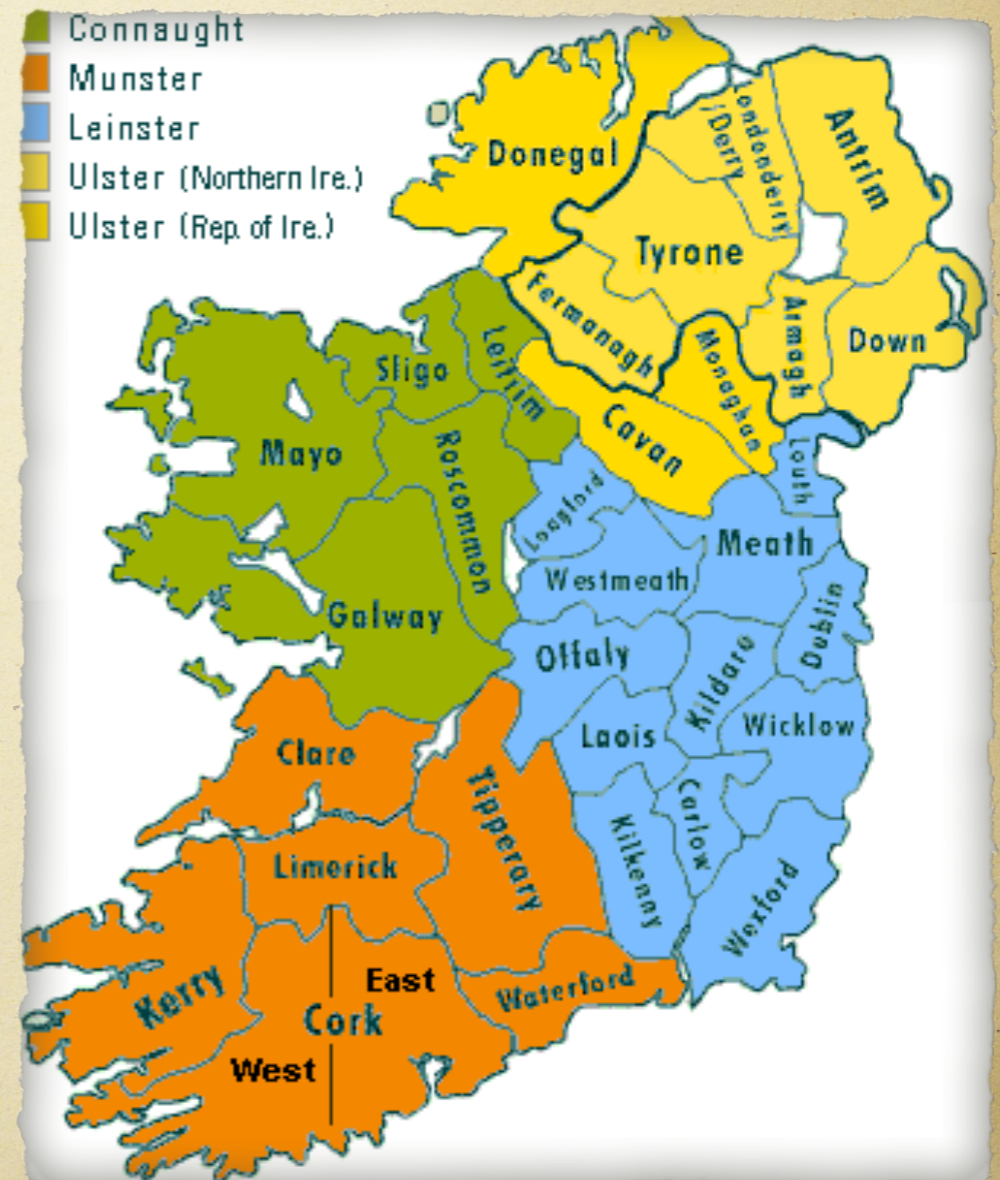 Connaught
Munster
Leinster
Ulster (Northern Ire.)
Ulster (Rep. of Ire.)
Donegal
Londonderry
/Derry
Antrim
Tyrone
Fermanagh
Armagh
Down
Monaghan
Cavan
Sligo
Leitrim
Mayo
Roscommon
Galway
Longford
Louth
Meath
Westmeath
Dublin
Offaly
Kildare
Laois
Wicklow
Carlow
Kilkenny
Wexford
Clare
Tipperary
Limerick
Kerry
East
Cork
West
Waterford